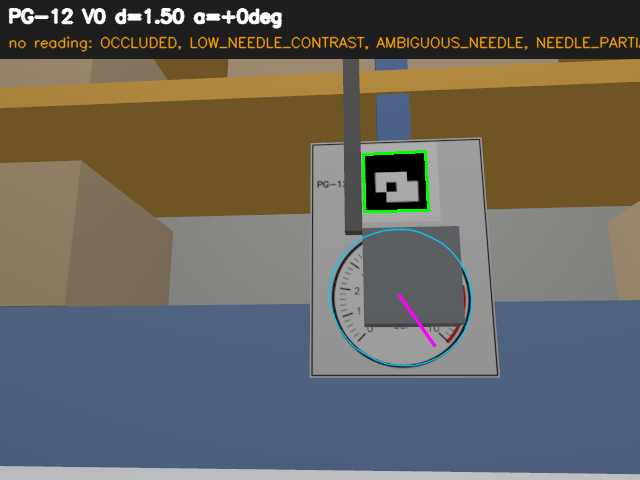 PG-12 V0 d=1.50 a=+0deg
no reading: OCCLUDED, LOW_NEEDLE_CONTRAST, AMBIGUOUS_NEEDLE, NEEDLE_PARTI
PG-12
2
1
0
10